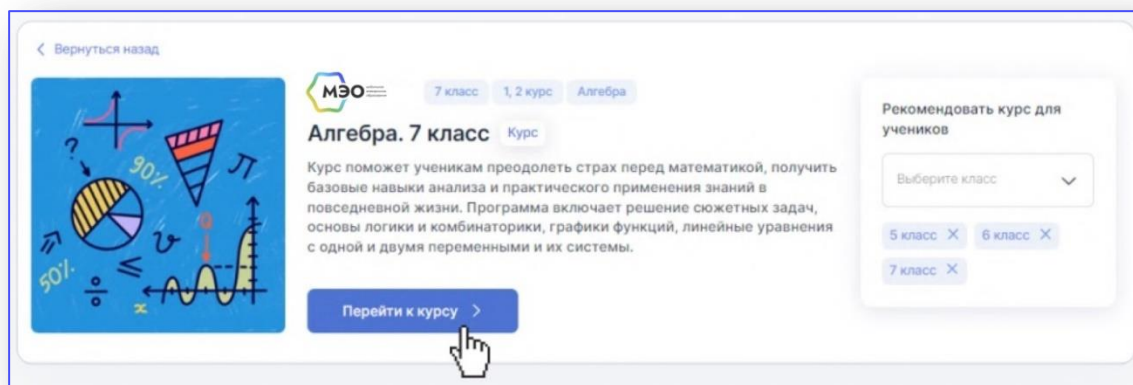 Вернуться назад
МЭО
7 класс 1, 2 курс Алгебра
Алгебра. 7 класс Курс
Курс поможет ученикам преодолеть страх перед математикой, получить
базовые навыки анализа и практического применения знаний в
повседневной жизни. Программа включает решение сюжетных задач,
основы логики и комбинаторики, графики функций, линейные уравнения
с одной и двумя переменными и их системы.
Перейти к курсу
Рекомендовать курс для
учеников
Выберите класс
5 класс 6 класс
7 класс
?
90%
π
a
v
≤
50%
÷
x